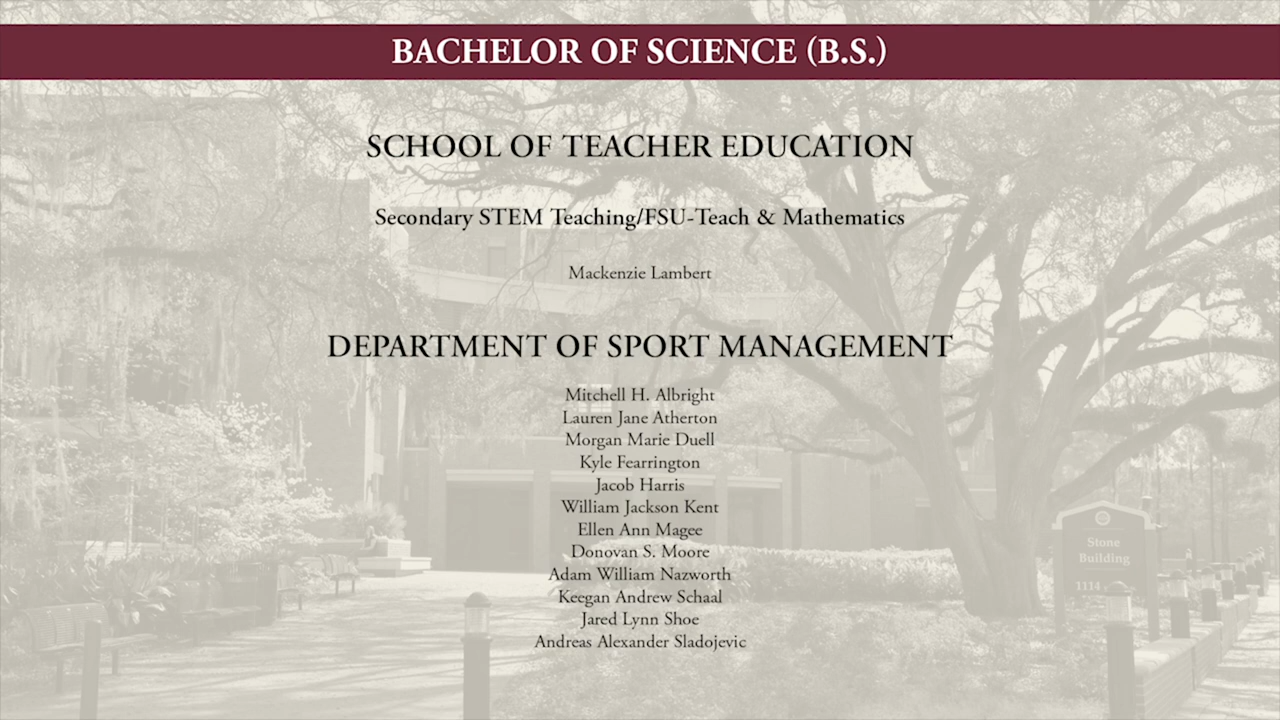 BACHELOR OF SCIENCE (B.S.)
SCHOOL OF TEACHER EDUCATION
Secondary STEM Teaching/FSU-Teach & Mathematics
Mackenzie Lambert
DEPARTMENT OF SPORT MANAGEMENT
Mitchell H. Albright
Lauren Jane Atherton
Morgan Marie Duell
Kyle Fearrington
Jacob Harris
William Jackson Kent
Ellen Ann Magee
Donovan S. Moore
Adam William Nazworth
Keegan Andrew Schaal
Jared Lynn Shoe
Andreas Alexander Sladojevic
Stone
Building
1114